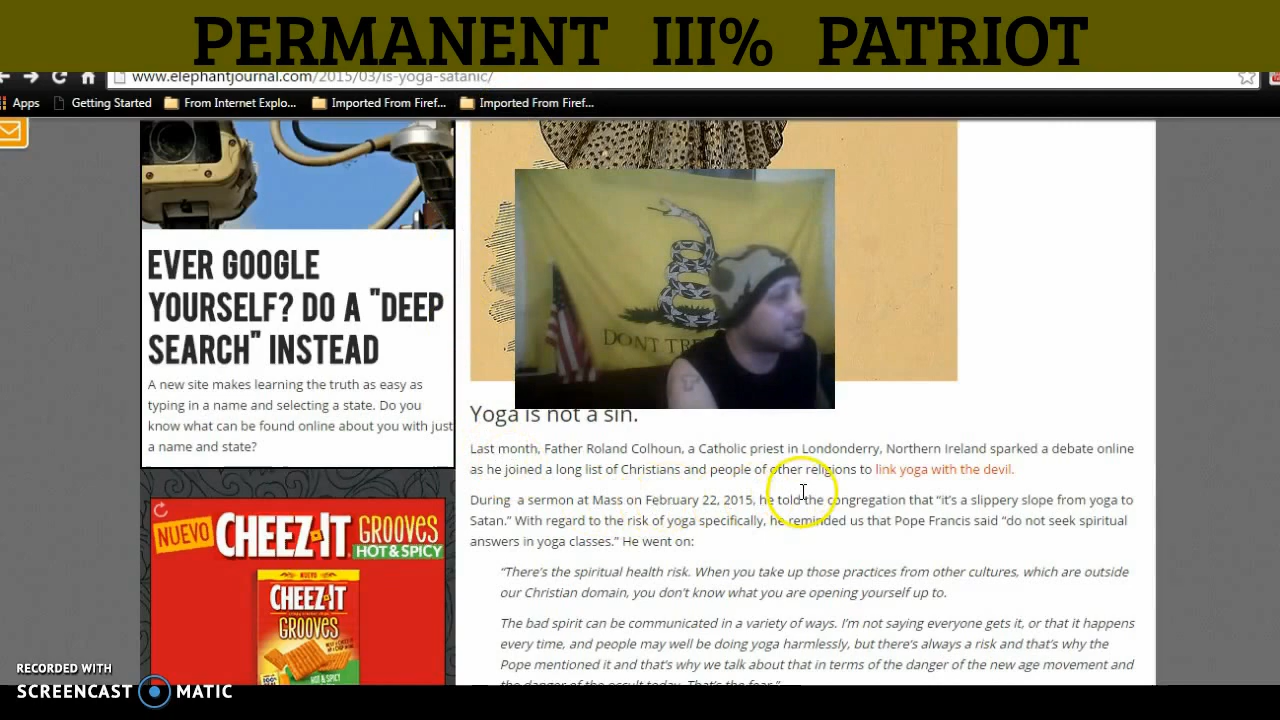 PERMANENT III% PATRIOT
www.elephantjournal.com/2015/03/is-yoga-satanic/
Apps Getting Started From Internet Explo... Imported From Firef... Imported From Firef...
EVER GOOGLE
YOURSELF? DO A "DEEP
SEARCH" INSTEAD
A new site makes learning the truth as easy as
typing in a name and selecting a state. Do you
know what can be found online about you with just
a name and state?
NUEVO CHEEZ-IT GROOVES
HOT & SPICY
NUEVO
CHEEZ-IT
GROOVES
HOT & SPICY
DONT TRE
Yoga is not a sin.
Last month, Father Roland Colhoun, a Catholic priest in Londonderry, Northern Ireland sparked a debate online
as he joined a long list of Christians and people of other religions to link yoga with the devil.
During a sermon at Mass on February 22, 2015, he told the congregation that “it’s a slippery slope from yoga to
Satan.” With regard to the risk of yoga specifically, he reminded us that Pope Francis said “do not seek spiritual
answers in yoga classes.” He went on:
“There’s the spiritual health risk. When you take up those practices from other cultures, which are outside
our Christian domain, you don’t know what you are opening yourself up to.
The bad spirit can be communicated in a variety of ways. I’m not saying everyone gets it, or that it happens
every time, and people may well be doing yoga harmlessly, but there’s always a risk and that’s why the
Pope mentioned it and that’s why we talk about that in terms of the danger of the new age movement and
the danger of the occult today. That’s the fear.”
RECORDED WITH
SCREENCAST MATIC